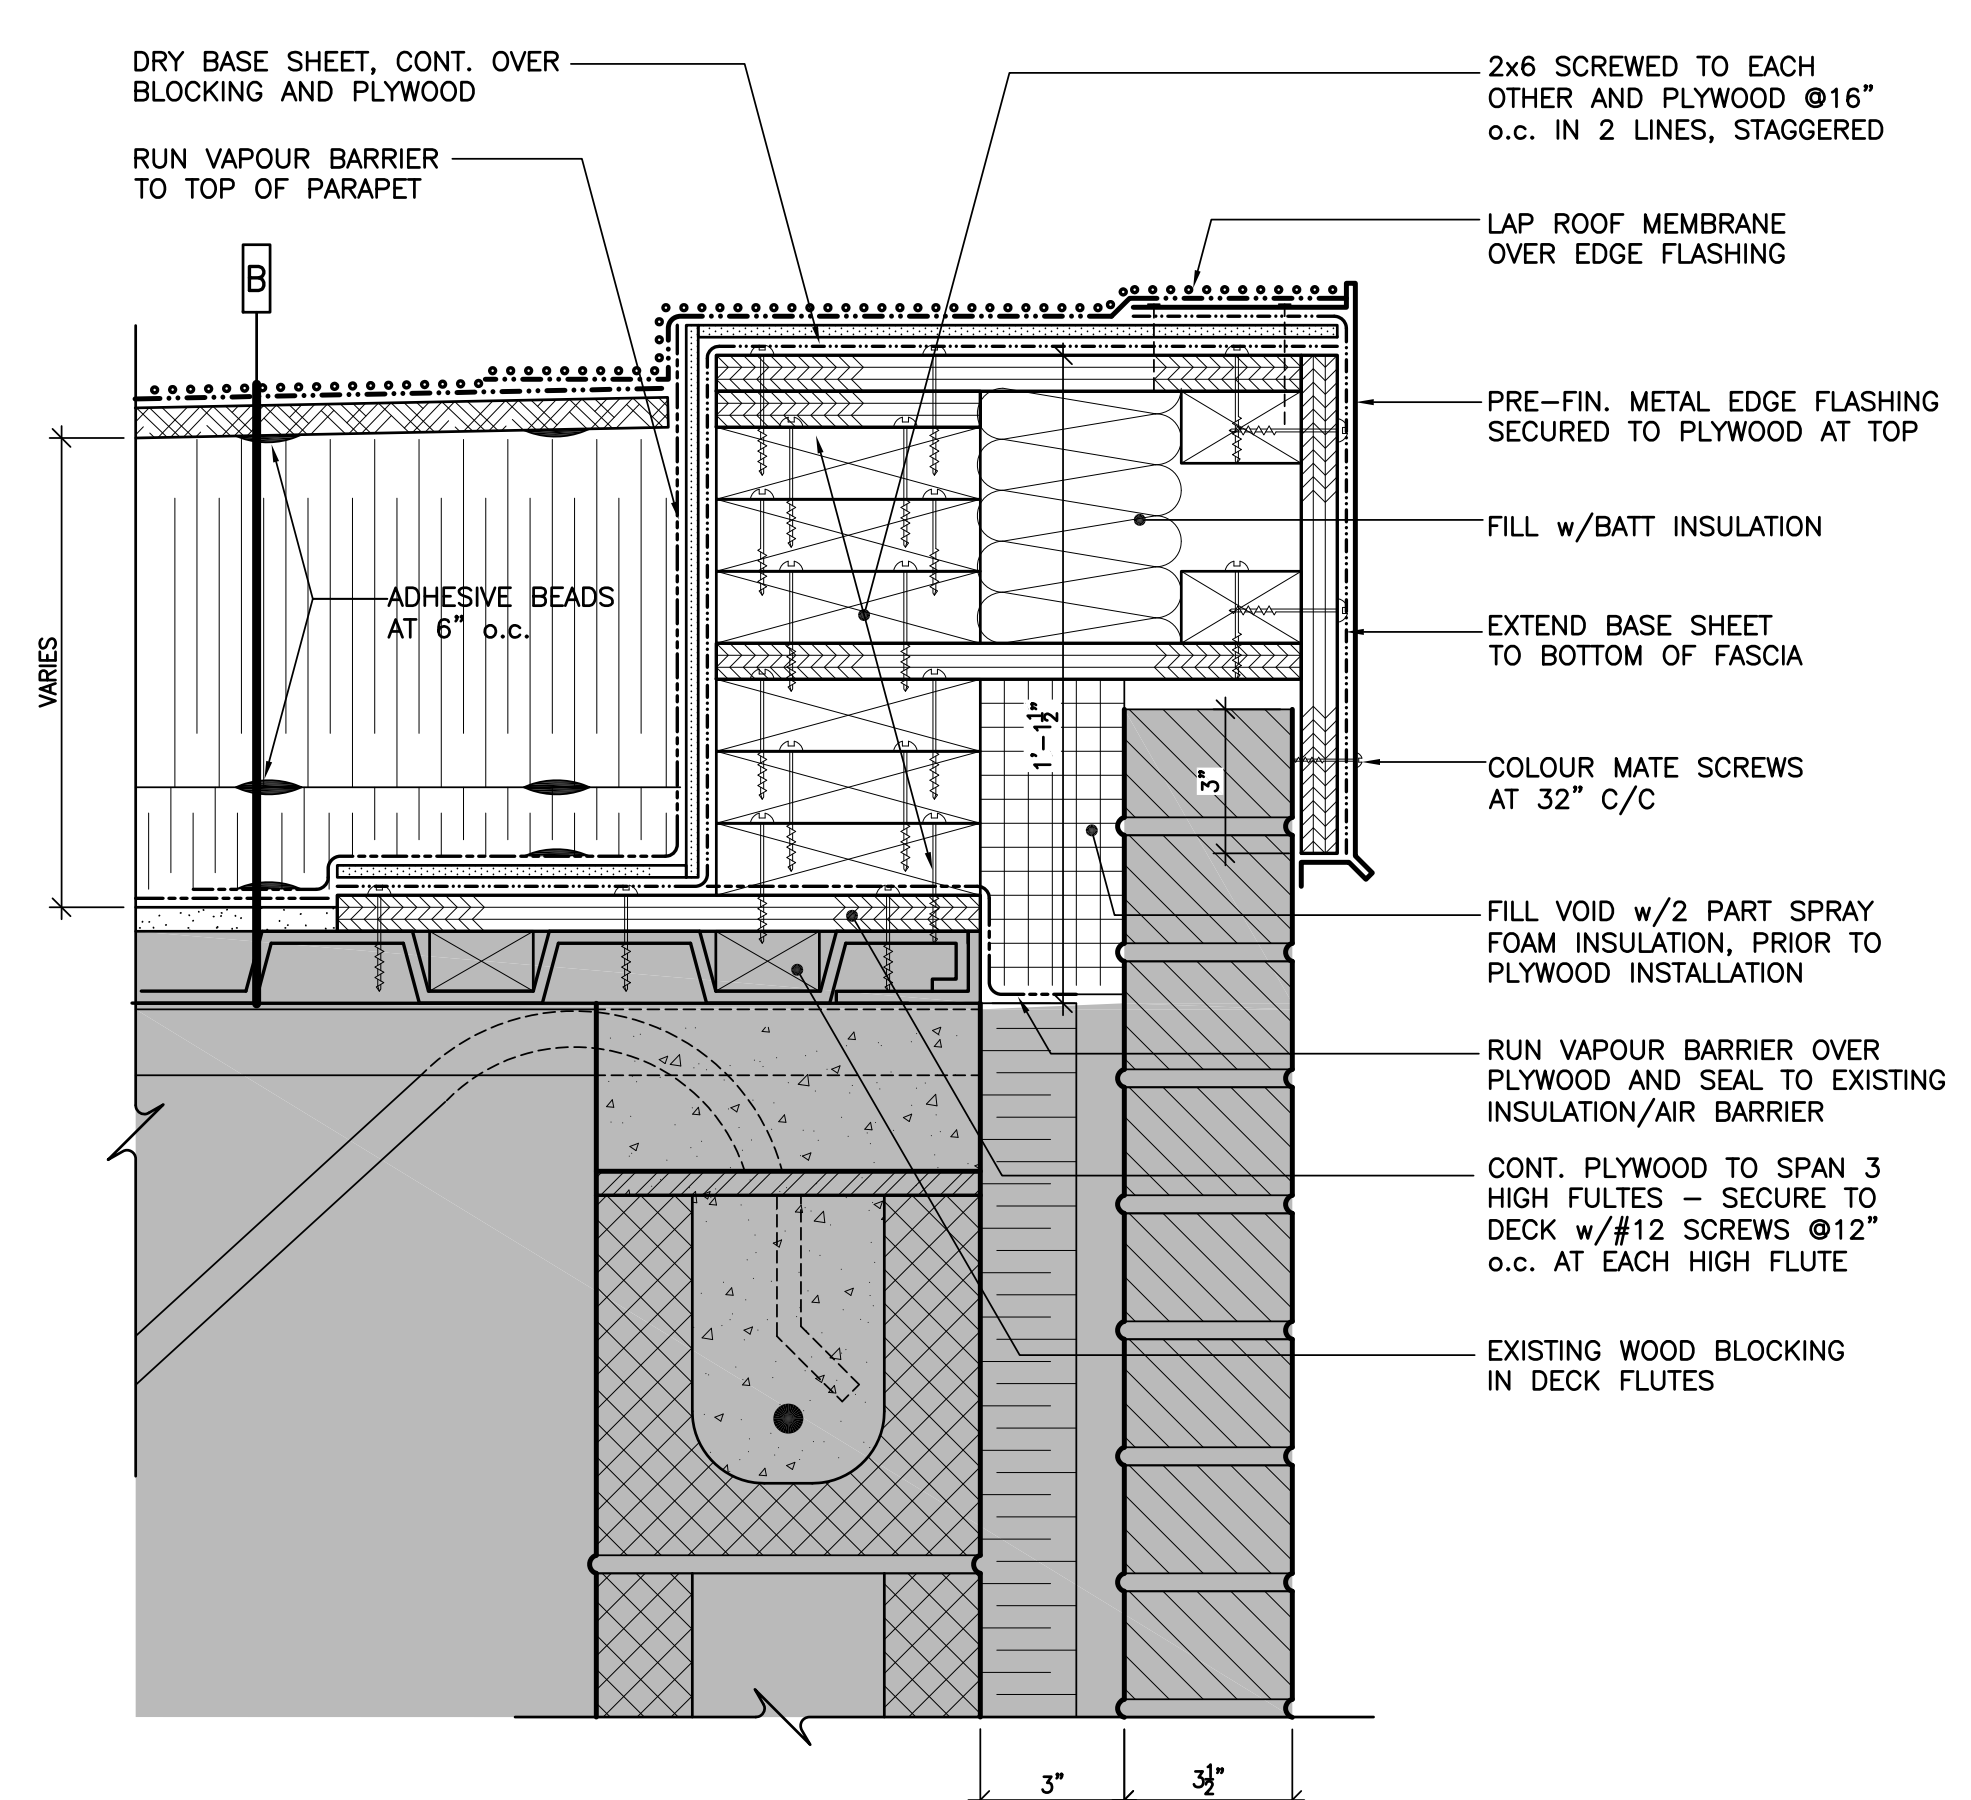 DRY BASE SHEET, CONT. OVER
BLOCKING AND PLYWOOD
RUN VAPOUR BARRIER
TO TOP OF PARAPET
B
ADHESIVE BEADS
AT 6" o.c.
VARIES
2x6 SCREWED TO EACH
OTHER AND PLYWOOD @16"
o.c. IN 2 LINES, STAGGERED
LAP ROOF MEMBRANE
OVER EDGE FLASHING
PRE-FIN. METAL EDGE FLASHING
SECURED TO PLYWOOD AT TOP
FILL w/BATT INSULATION
EXTEND BASE SHEET
TO BOTTOM OF FASCIA
1'-1 1/2"
3"
COLOUR MATE SCREWS
AT 32" C/C
FILL VOID w/2 PART SPRAY
FOAM INSULATION, PRIOR TO
PLYWOOD INSTALLATION
RUN VAPOUR BARRIER OVER
PLYWOOD AND SEAL TO EXISTING
INSULATION/AIR BARRIER
CONT. PLYWOOD TO SPAN 3
HIGH FULTES - SECURE TO
DECK w/#12 SCREWS @12"
o.c. AT EACH HIGH FLUTE
EXISTING WOOD BLOCKING
IN DECK FLUTES
3"
3 1/2"